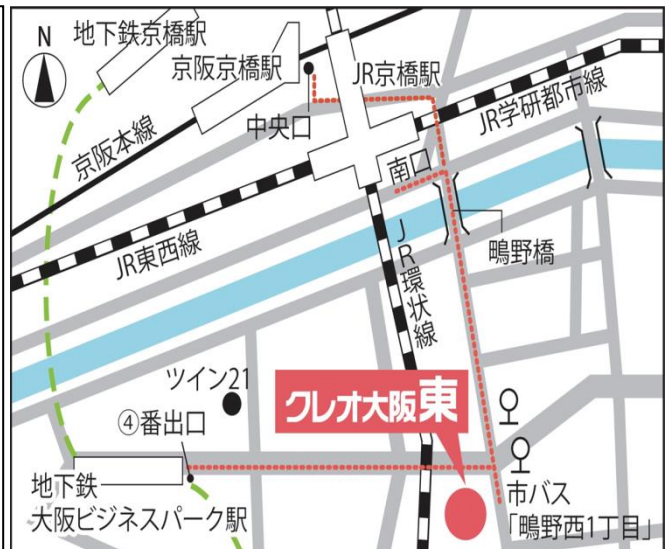 N
地下鉄京橋駅
京阪京橋駅
JR京橋駅
中央口
京阪本線
JR学研都市線
南口
JR東西線
JR環状線
鴫野橋
ツイン21
クレオ大阪東
④番出口
地下鉄
大阪ビジネスパーク駅
市バス
「鴫野西1丁目」